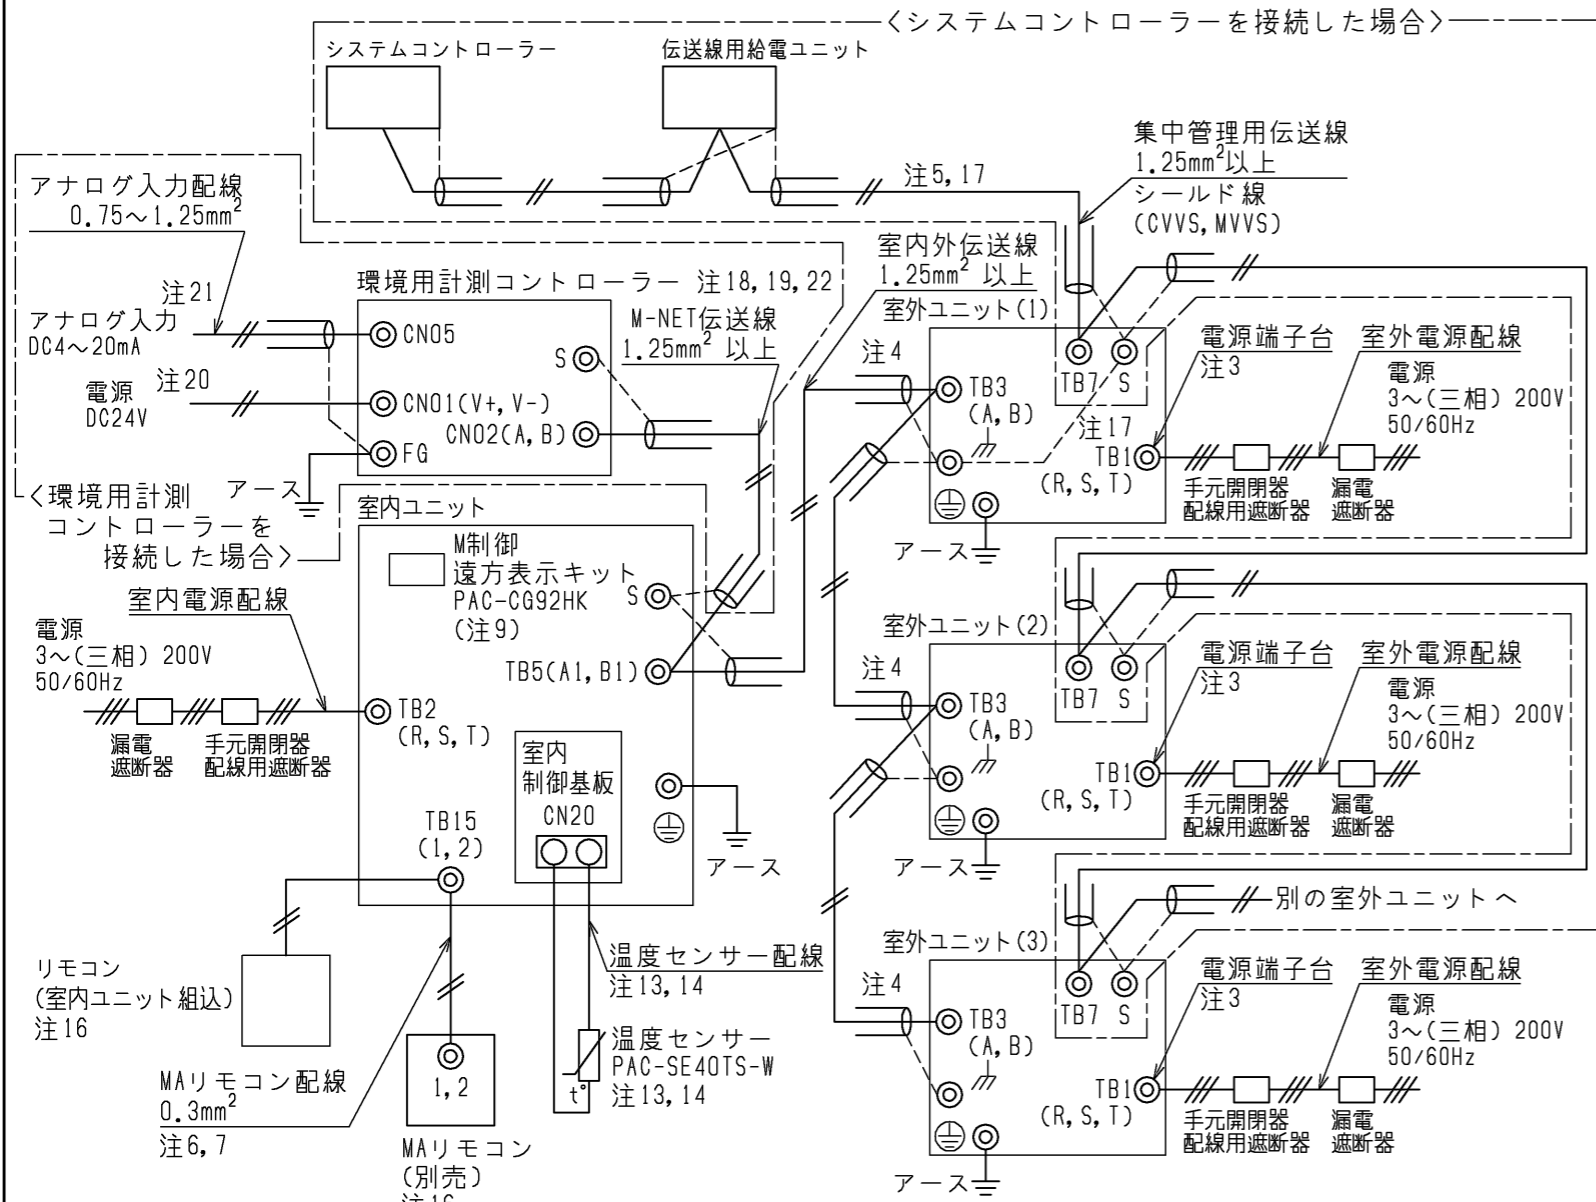 〈システムコントローラーを接続した場合〉
システムコントローラー
伝送線用給電ユニット
集中管理用伝送線
1.25mm²以上
シールド線
(CVVS,MVVS)
注5,17
アナログ入力配線
0.75～1.25mm²
注21
アナログ入力
DC4～20mA
電源
DC24V
注20
環境用計測コントローラー 注18,19,22
CN05
S
CN01(V+,V-)
CN02(A,B)
FG
アース
〈環境用計測
コントローラーを
接続した場合〉
M-NET伝送線
1.25mm² 以上
室内外伝送線
1.25mm² 以上
室外ユニット(1)
注4
TB3
(A,B)
TB7
S
注17
TB1
(R,S,T)
アース
電源端子台
注3
室外電源配線
電源
3～(三相) 200V
50/60Hz
手元開閉器
配線用遮断器
漏電
遮断器
室内ユニット
M制御
遠方表示キット
PAC-CG92HK
(注9)
S
TB5(A1,B1)
室内電源配線
電源
3～(三相) 200V
50/60Hz
漏電
遮断器
手元開閉器
配線用遮断器
TB2
(R,S,T)
室内
制御基板
CN20
TB15
(1,2)
アース
室外ユニット(2)
注4
TB3
(A,B)
TB7
S
TB1
(R,S,T)
アース
電源端子台
注3
室外電源配線
電源
3～(三相) 200V
50/60Hz
手元開閉器
配線用遮断器
漏電
遮断器
別の室外ユニットへ
室外ユニット(3)
注4
TB3
(A,B)
TB7
S
TB1
(R,S,T)
アース
電源端子台
注3
室外電源配線
電源
3～(三相) 200V
50/60Hz
手元開閉器
配線用遮断器
漏電
遮断器
リモコン
(室内ユニット組込)
注16
MAリモコン配線
0.3mm²
注6,7
1,2
MAリモコン
(別売)
注16
温度センサー配線
注13,14
温度センサー
PAC-SE40TS-W
注13,14
t°